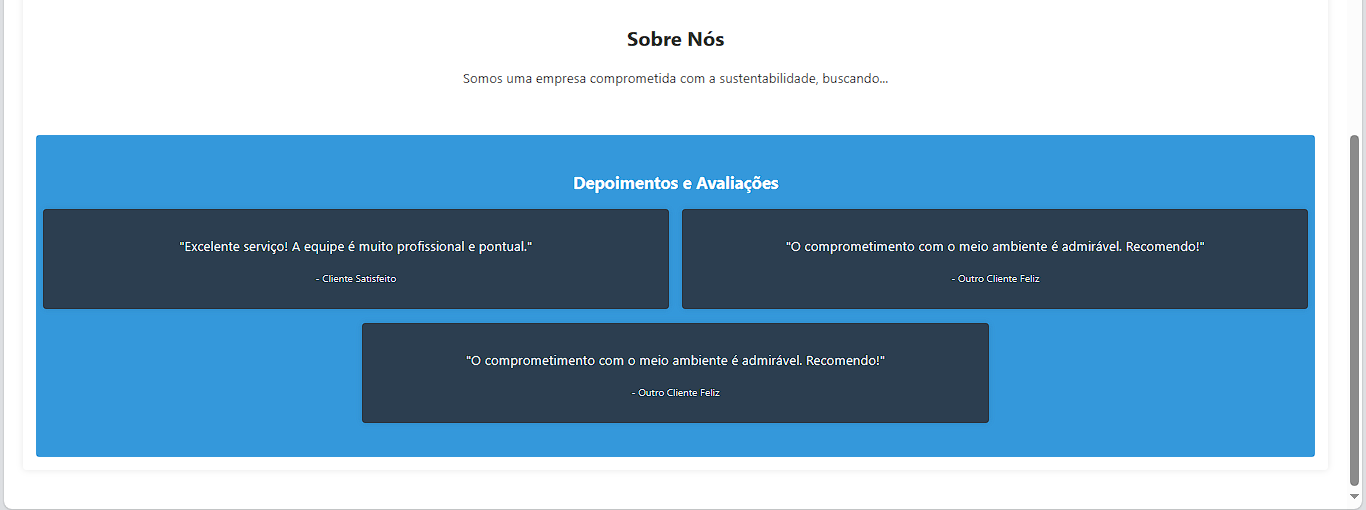 Sobre Nós
Somos uma empresa comprometida com a sustentabilidade, buscando...
Depoimentos e Avaliações
"Excelente serviço! A equipe é muito profissional e pontual."
- Cliente Satisfeito
"O comprometimento com o meio ambiente é admirável. Recomendo!"
- Outro Cliente Feliz
"O comprometimento com o meio ambiente é admirável. Recomendo!"
- Outro Cliente Feliz